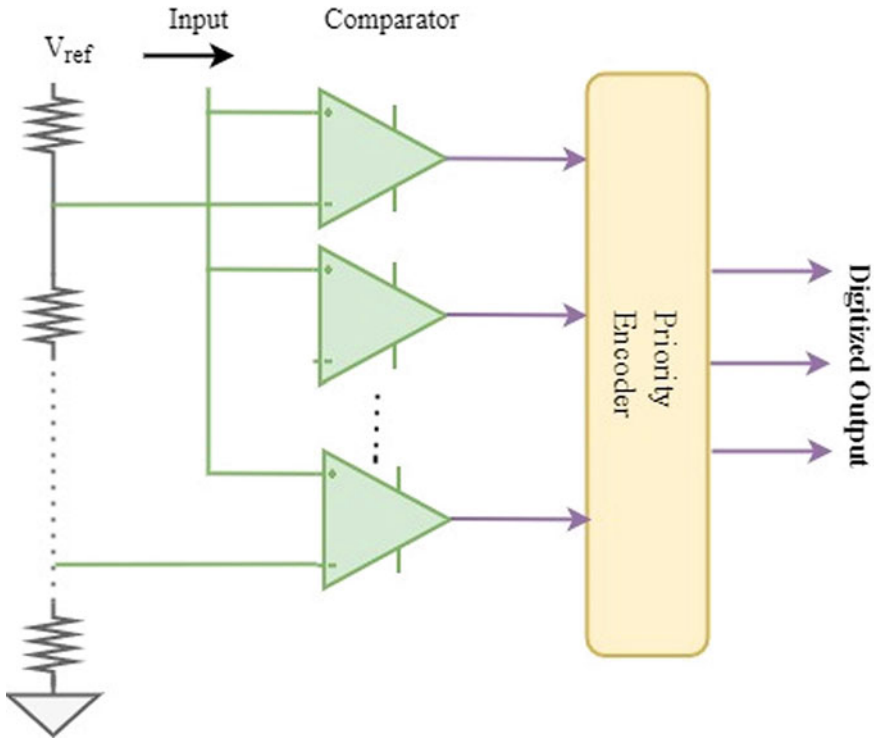 Input
Comparator
Vref
Priority
Encoder
Digitized Output